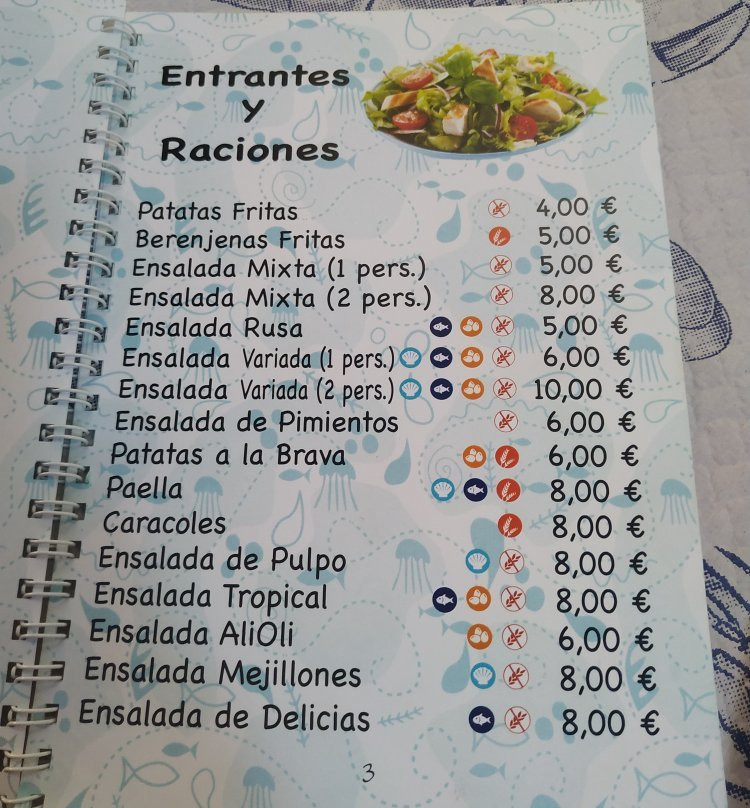 Entrantes
y
Raciones
Patatas Fritas 4,00 €
Berenjenas Fritas 5,00 €
Ensalada Mixta (1 pers.) 5,00 €
Ensalada Mixta (2 pers.) 8,00 €
Ensalada Rusa 5,00 €
Ensalada Variada (1 pers.) 6,00 €
Ensalada Variada (2 pers.) 10,00 €
Ensalada de Pimientos 6,00 €
Patatas a la Brava 6,00 €
Paella 8,00 €
Caracoles 8,00 €
Ensalada de Pulpo 8,00 €
Ensalada Tropical 8,00 €
Ensalada AliOli 6,00 €
Ensalada Mejillones 8,00 €
Ensalada de Delicias 8,00 €
3